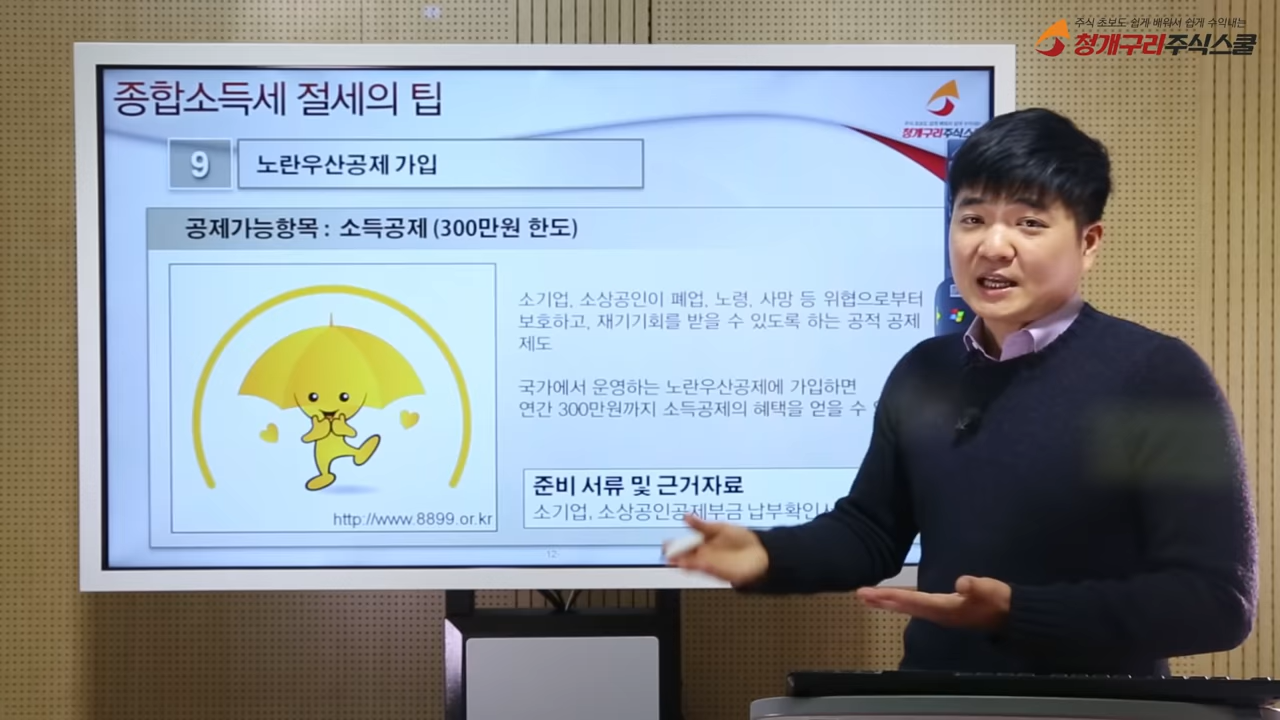 주식 초보도 쉽게 배워서 쉽게 수익내는
청개구리주식스쿨
종합소득세 절세의 팁
청개구리주식스
9 노란우산공제 가입
공제가능항목 : 소득공제 (300만원 한도)
소기업, 소상공인이 폐업, 노령, 사망 등 위협으로부터
보호하고, 재기기회를 받을 수 있도록 하는 공적 공제
제도
국가에서 운영하는 노란우산공제에 가입하면
연간 300만원까지 소득공제의 혜택을 얻을 수
준비 서류 및 근거자료
소기업, 소상공인공제부금 납부확인
http://www.8899.or.kr
12